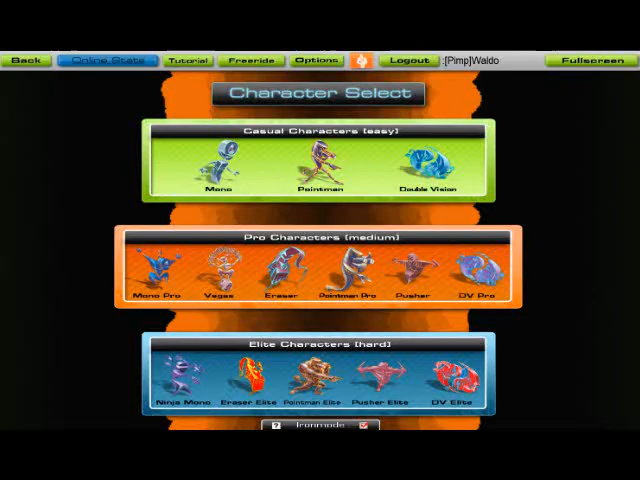 Back Online Stats Tutorial Freeride Options Logout :[Pimp]Waldo Fullscreen
Character Select
Casual Characters [easy]
Mono Pointman Double Vision
Pro Characters [medium]
Mono Pro Vegas Eraser Pointman Pro Pusher DV Pro
Elite Characters [hard]
Ninja Mono Eraser Elite Pointman Elite Pusher Elite DV Elite
? Ironmode